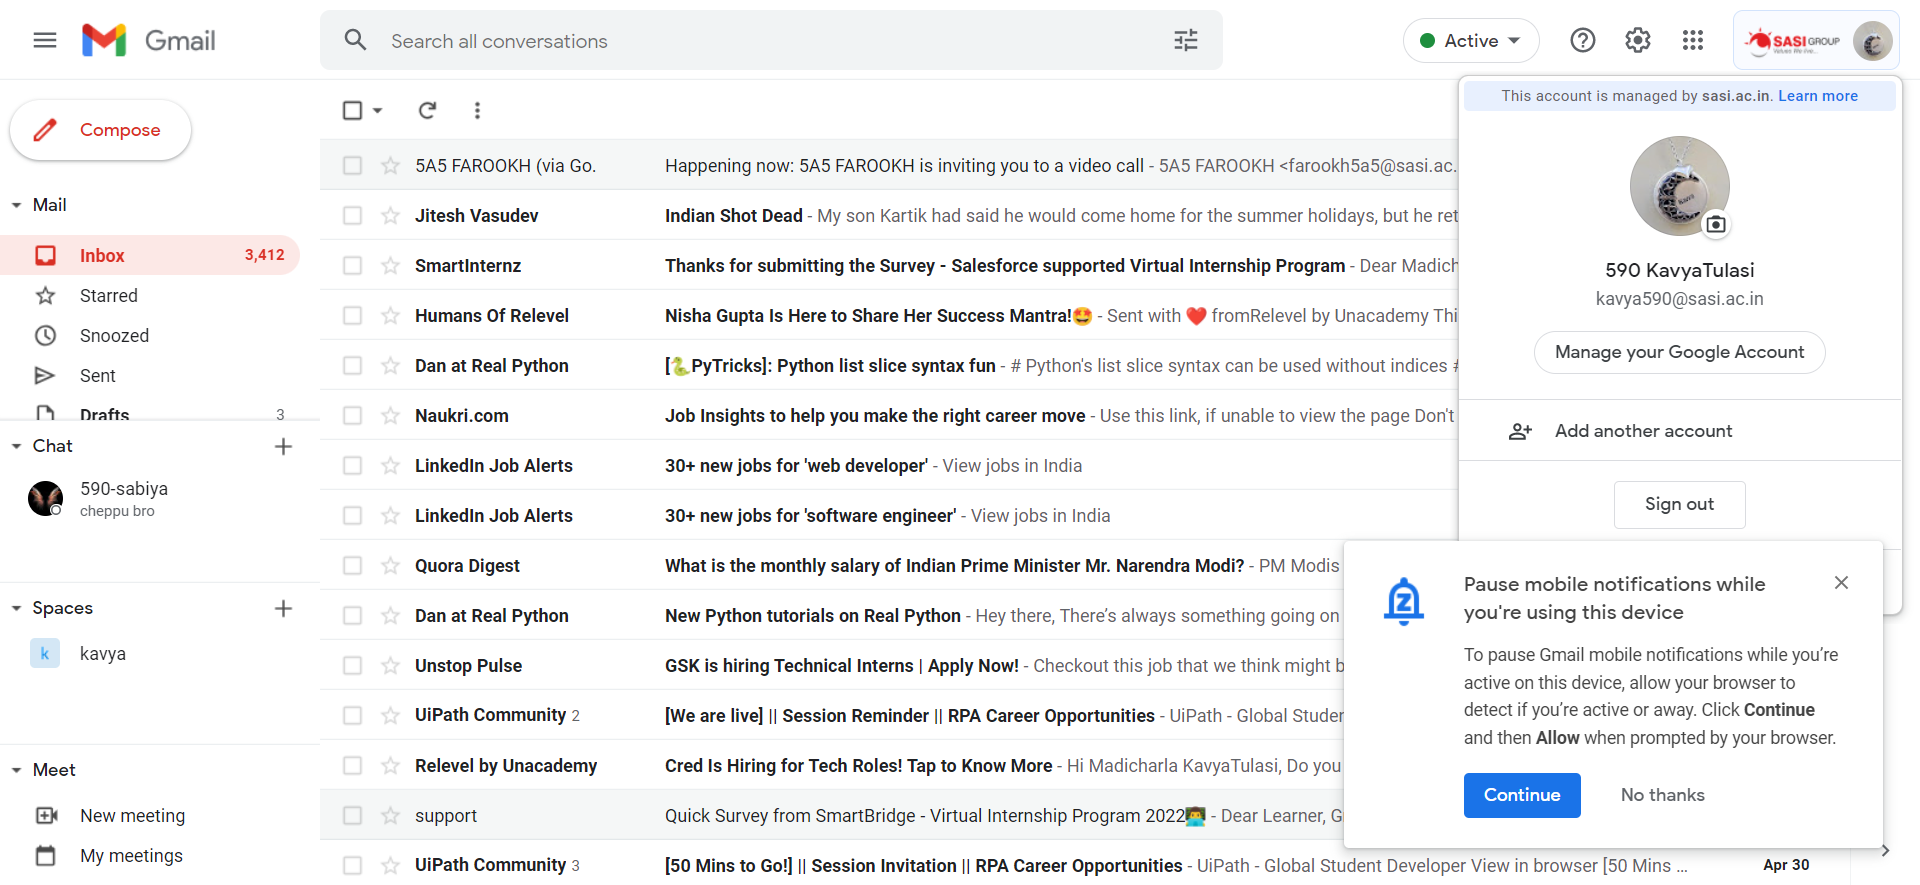 Gmail
Search all conversations
Active
SASI GROUP
This account is managed by sasi.ac.in. Learn more
590 KavyaTulasi
kavya590@sasi.ac.in
Manage your Google Account
Add another account
Sign out
Compose
Mail
Inbox 3,412
Starred
Snoozed
Sent
Drafts 3
Chat
590-sabiya
cheppu bro
Spaces
k kavya
Meet
New meeting
My meetings
5A5 FAROOKH (via Go. Happening now: 5A5 FAROOKH is inviting you to a video call - 5A5 FAROOKH <farookh5a5@sasi.ac.
Jitesh Vasudev Indian Shot Dead - My son Kartik had said he would come home for the summer holidays, but he ret
SmartInternz Thanks for submitting the Survey - Salesforce supported Virtual Internship Program - Dear Madich
Humans Of Relevel Nisha Gupta Is Here to Share Her Success Mantra!🤩 - Sent with ❤️ fromRelevel by Unacademy Thi
Dan at Real Python [🐍PyTricks]: Python list slice syntax fun - # Python's list slice syntax can be used without indices #
Naukri.com Job Insights to help you make the right career move - Use this link, if unable to view the page Don't
LinkedIn Job Alerts 30+ new jobs for 'web developer' - View jobs in India
LinkedIn Job Alerts 30+ new jobs for 'software engineer' - View jobs in India
Quora Digest What is the monthly salary of Indian Prime Minister Mr. Narendra Modi? - PM Modis
Dan at Real Python New Python tutorials on Real Python - Hey there, There's always something going on
Unstop Pulse GSK is hiring Technical Interns | Apply Now! - Checkout this job that we think might b
UiPath Community 2 [We are live] || Session Reminder || RPA Career Opportunities - UiPath - Global Studen
Relevel by Unacademy Cred Is Hiring for Tech Roles! Tap to Know More - Hi Madicharla KavyaTulasi, Do you
support Quick Survey from SmartBridge - Virtual Internship Program 2022👨‍💻 - Dear Learner, G
UiPath Community 3 [50 Mins to Go!] || Session Invitation || RPA Career Opportunities - UiPath - Global Student Developer View in browser [50 Mins ... Apr 30
Pause mobile notifications while
you're using this device
To pause Gmail mobile notifications while you're
active on this device, allow your browser to
detect if you're active or away. Click Continue
and then Allow when prompted by your browser.
Continue No thanks